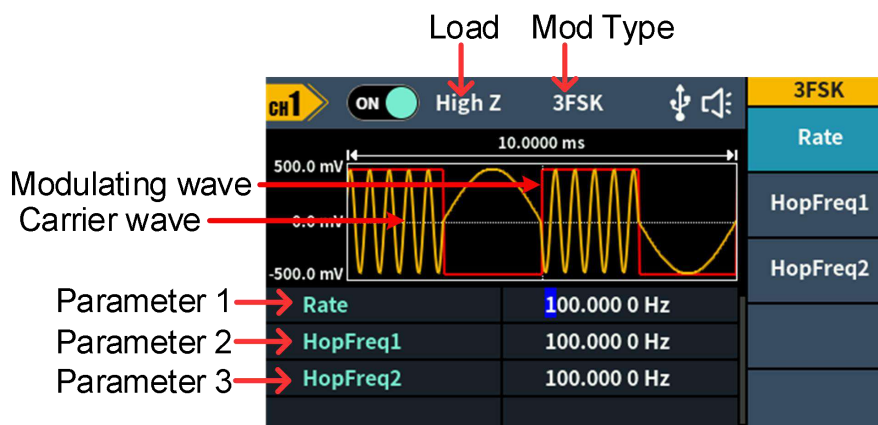 Load Mod Type
CH1 ON High Z 3FSK 3FSK
Rate
10.0000 ms
500.0 mV
Modulating wave
Carrier wave 0.0 mV
HopFreq1
-500.0 mV
HopFreq2
Parameter 1 Rate 100.000 0 Hz
Parameter 2 HopFreq1 100.000 0 Hz
Parameter 3 HopFreq2 100.000 0 Hz